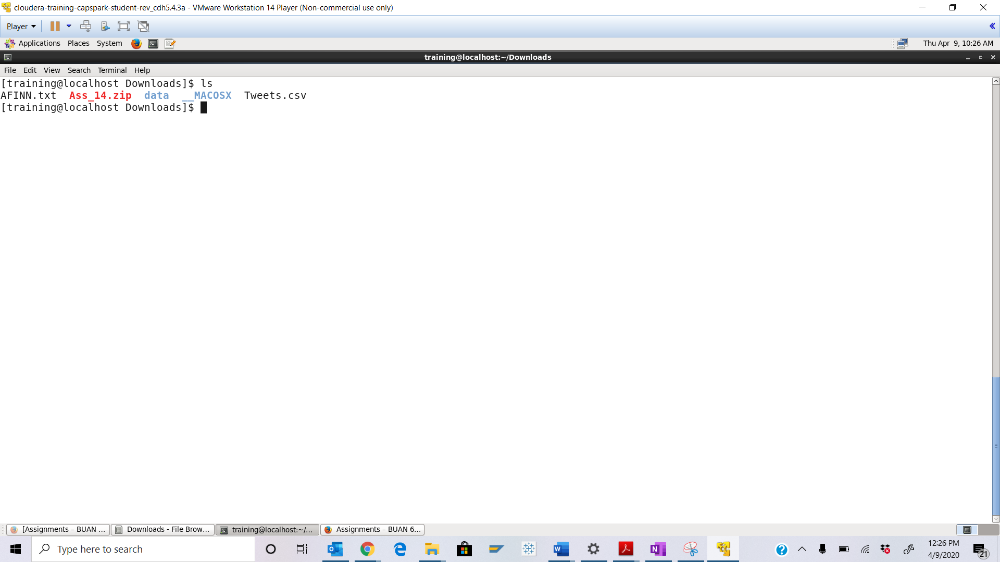 cloudera-training-capspark-student-rev_cdh5.4.3a - VMware Workstation 14 Player (Non-commercial use only)
Player
Applications Places System Thu Apr 9, 10:26 AM
training@localhost:~/Downloads
File Edit View Search Terminal Help
[training@localhost Downloads]$ ls
AFINN.txt Ass_14.zip data __MACOSX Tweets.csv
[training@localhost Downloads]$
[Assignments – BUAN ... Downloads - File Brow... training@localhost:~/... Assignments – BUAN 6...
Type here to search
12:26 PM
4/9/2020
21